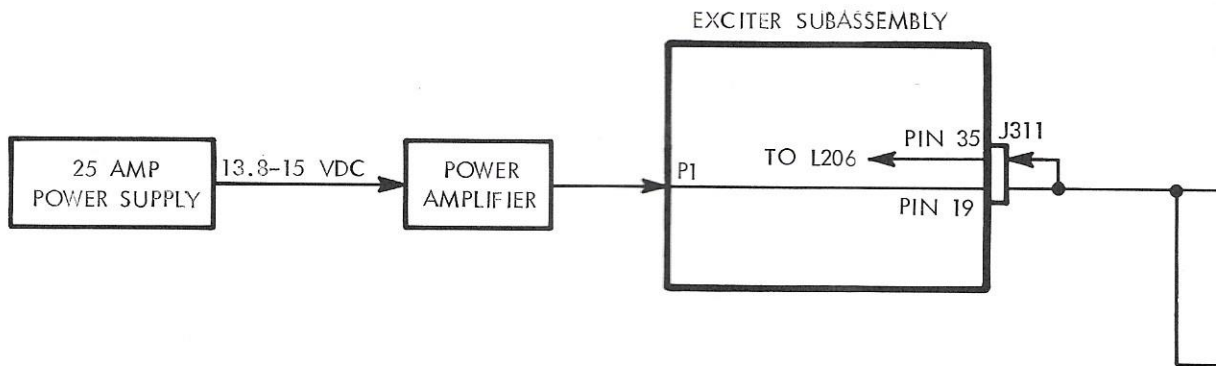 EXCITER SUBASSEMBLY
25 AMP
POWER SUPPLY
13.8-15 VDC
POWER
AMPLIFIER
P1
TO L206
PIN 35
J311
PIN 19